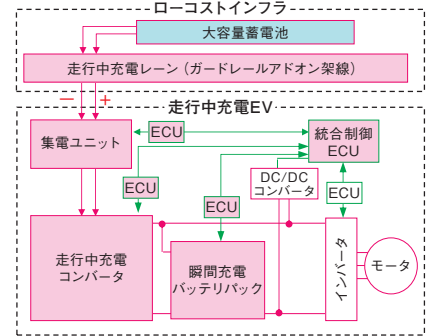 ローコストインフラ
大容量蓄電池
走行中充電レーン（ガードレールアドオン架線）
− +
走行中充電EV
集電ユニット
ECU
統合制御
ECU
DC/DC
コンバータ
ECU
ECU
ECU
走行中充電
コンバータ
瞬間充電
バッテリパック
インバータ
モータ